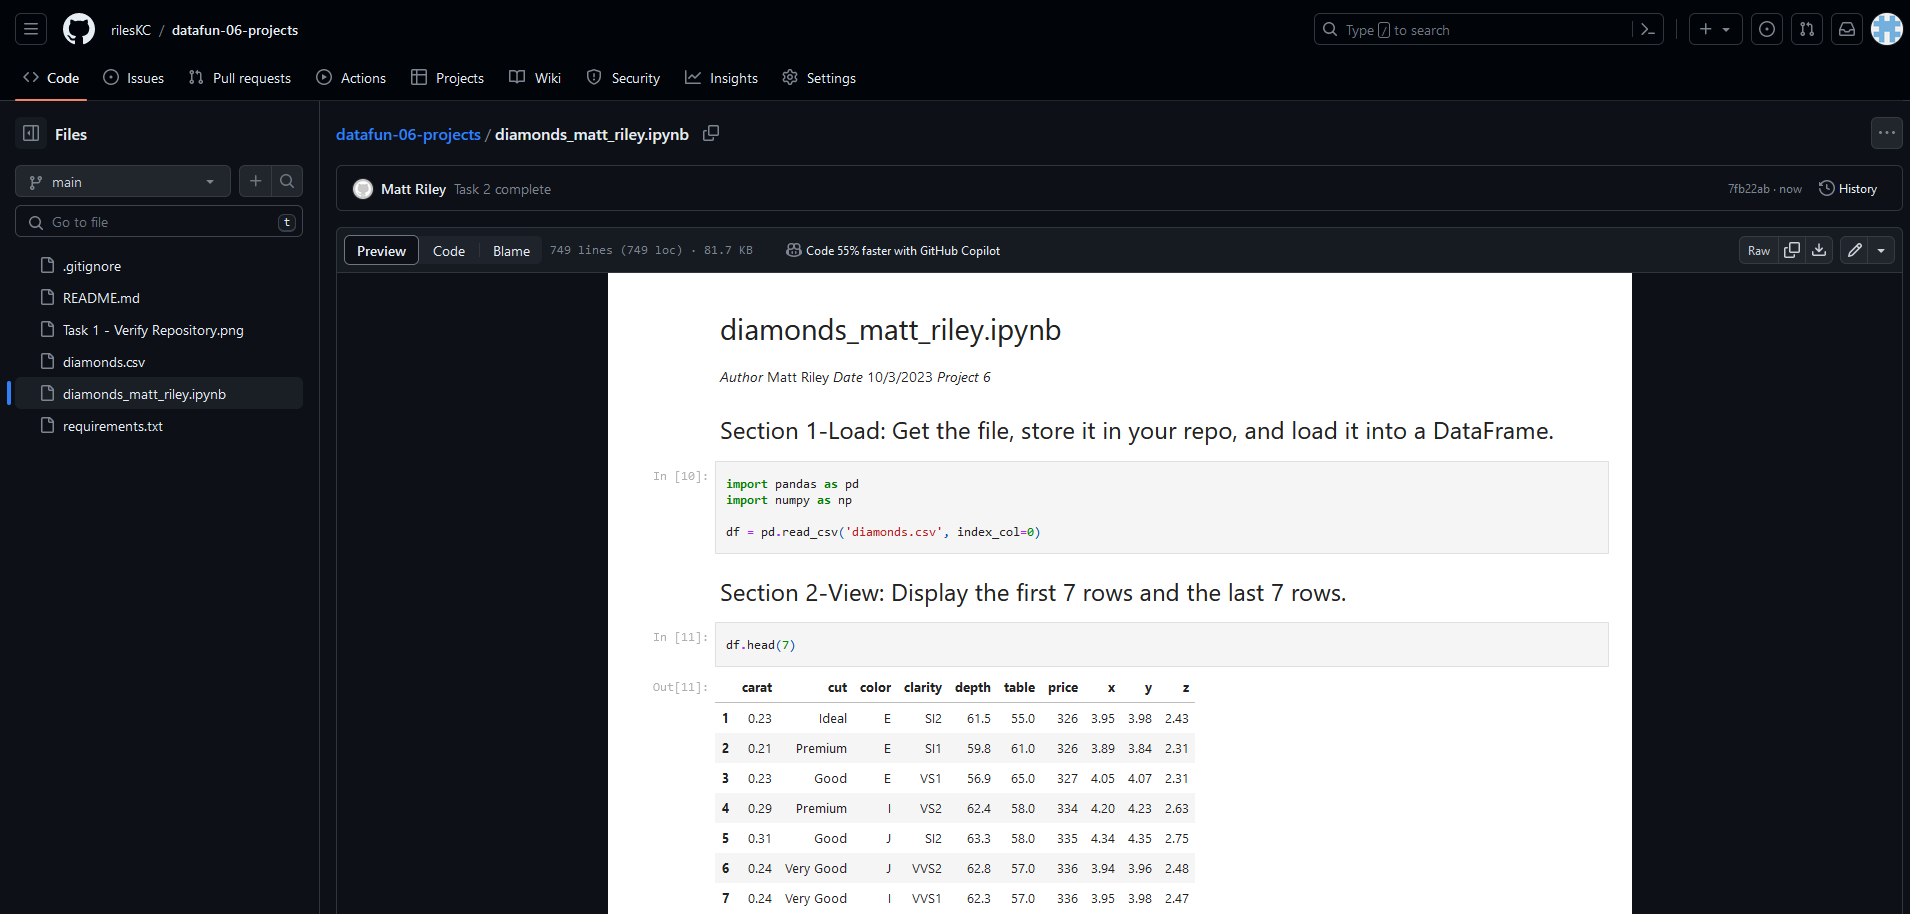 rilesKC / datafun-06-projects
Type / to search
Code Issues Pull requests Actions Projects Wiki Security Insights Settings
Files
main
Go to file t
.gitignore
README.md
Task 1 - Verify Repository.png
diamonds.csv
diamonds_matt_riley.ipynb
requirements.txt
datafun-06-projects / diamonds_matt_riley.ipynb
Matt Riley Task 2 complete 7fb22ab · now History
Preview Code Blame 749 lines (749 loc) · 81.7 KB Code 55% faster with GitHub Copilot Raw
diamonds_matt_riley.ipynb
Author Matt Riley Date 10/3/2023 Project 6
Section 1-Load: Get the file, store it in your repo, and load it into a DataFrame.
In [10]:
import pandas as pd
import numpy as np
df = pd.read_csv('diamonds.csv', index_col=0)
Section 2-View: Display the first 7 rows and the last 7 rows.
In [11]:
df.head(7)
Out[11]:
carat cut color clarity depth table price x y z
1 0.23 Ideal E SI2 61.5 55.0 326 3.95 3.98 2.43
2 0.21 Premium E SI1 59.8 61.0 326 3.89 3.84 2.31
3 0.23 Good E VS1 56.9 65.0 327 4.05 4.07 2.31
4 0.29 Premium I VS2 62.4 58.0 334 4.20 4.23 2.63
5 0.31 Good J SI2 63.3 58.0 335 4.34 4.35 2.75
6 0.24 Very Good J VVS2 62.8 57.0 336 3.94 3.96 2.48
7 0.24 Very Good I VVS1 62.3 57.0 336 3.95 3.98 2.47